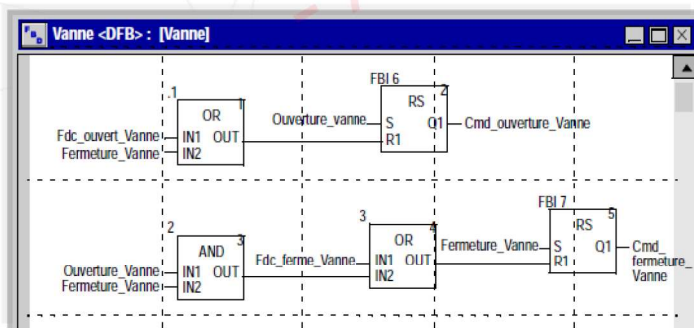 Vanne <DFB> : [Vanne]
FBI 6
.1
1
2
OR
RS
Fdc_ouvert_Vanne
IN1 OUT
Ouverture_vanne
S
Q1
Cmd_ouverture_Vanne
Fermeture_Vanne
IN2
R1
FBI 7
2
3
3
4
5
AND
OR
RS
Ouverture_Vanne
IN1 OUT
Fdc_ferme_Vanne
IN1 OUT
Fermeture_Vanne
S
Q1
Cmd_
fermeture_
Vanne
Fermeture_Vanne
IN2
IN2
R1